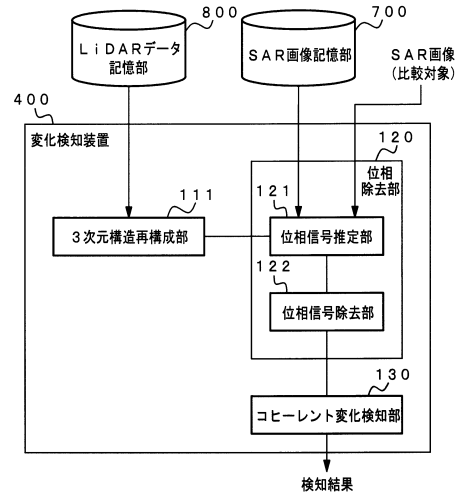 ８００
ＬｉＤＡＲデータ
記憶部
７００
ＳＡＲ画像記憶部
ＳＡＲ画像
（比較対象）
４００
変化検知装置
１２０
位相
除去部
１１１
３次元構造再構成部
１２１
位相信号推定部
１２２
位相信号除去部
１３０
コヒーレント変化検知部
検知結果